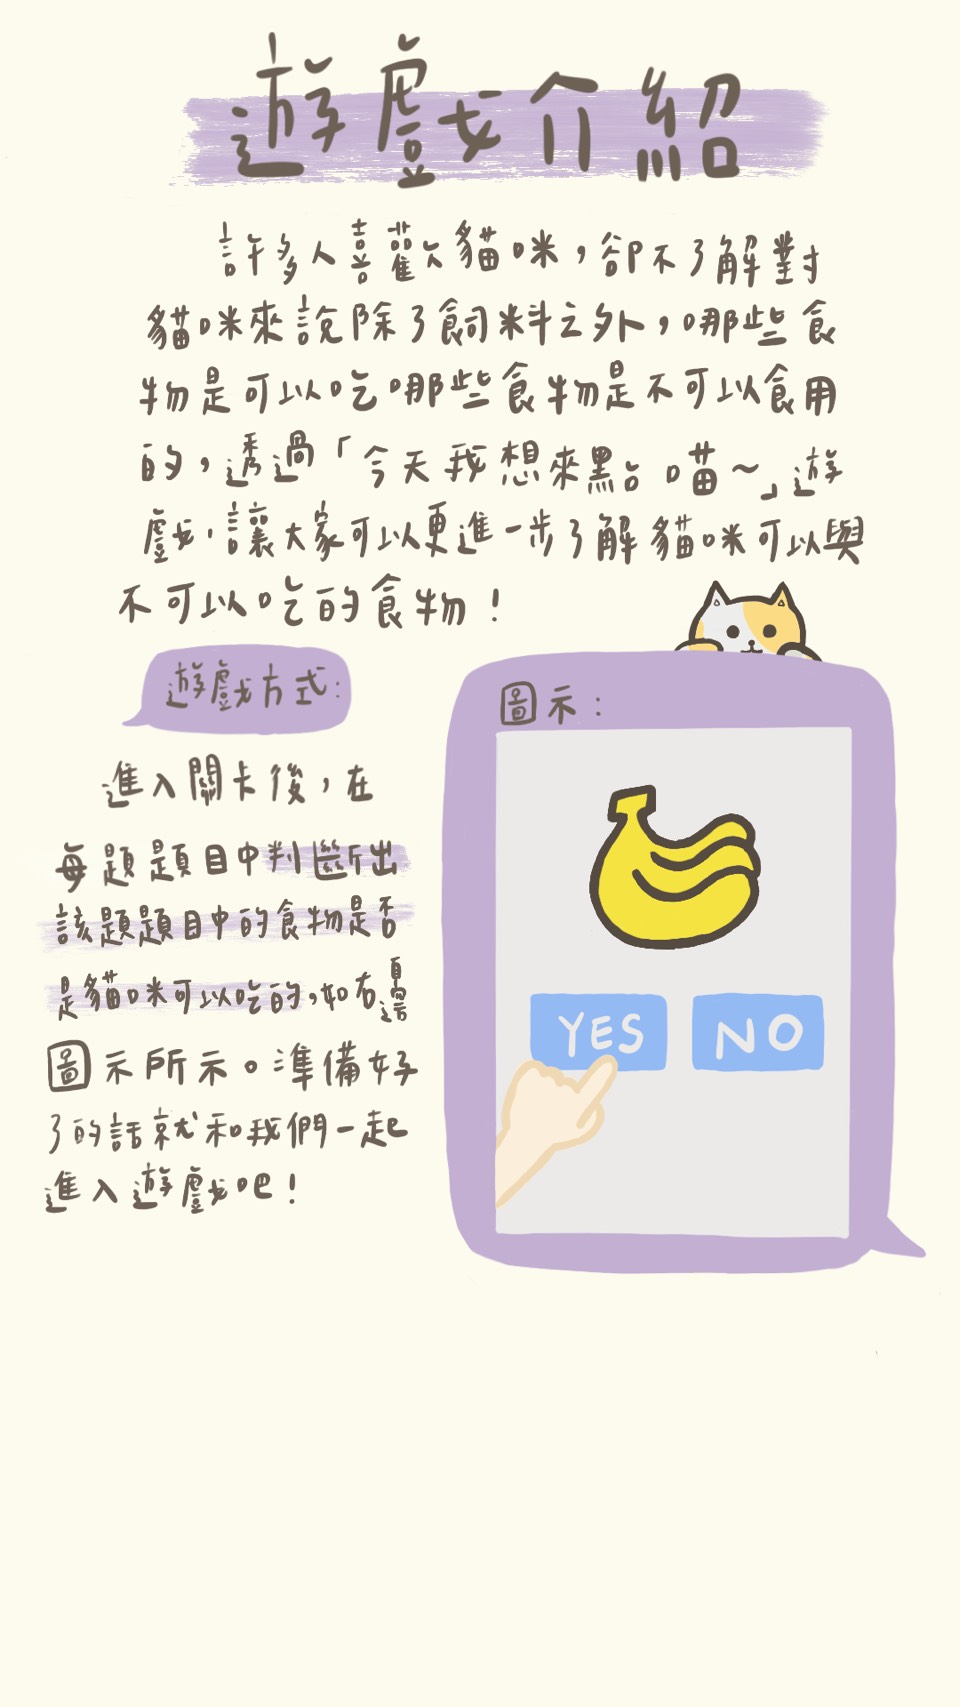 遊戲介紹
許多人喜歡貓咪，卻不了解對
貓咪來說除了飼料之外，哪些食
物是可以吃哪些食物是不可以食用
的，透過「今天我想來點喵～」遊
戲，讓大家可以更進一步了解貓咪可以與
不可以吃的食物！
遊戲方式：
進入關卡後，在
每題題目中判斷出
該題題目中的食物是否
是貓咪可以吃的，如右邊
圖示所示。準備好
了的話就和我們一起
進入遊戲吧！
圖示：
YES NO